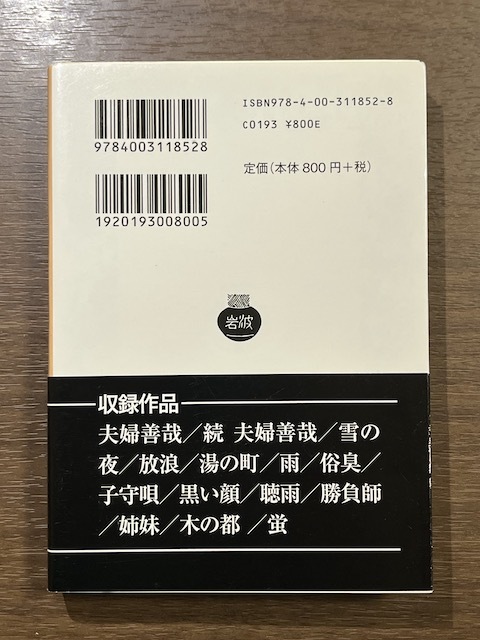 ISBN978-4-00-311852-8
C0193 ¥800E
9784003118528
定価(本体 800 円+税)
1920193008005
岩波
収録作品
夫婦善哉/続 夫婦善哉/雪の
夜/放浪/湯の町/雨/俗臭/
子守唄/黒い顔/聴雨/勝負師
/姉妹/木の都 /蛍